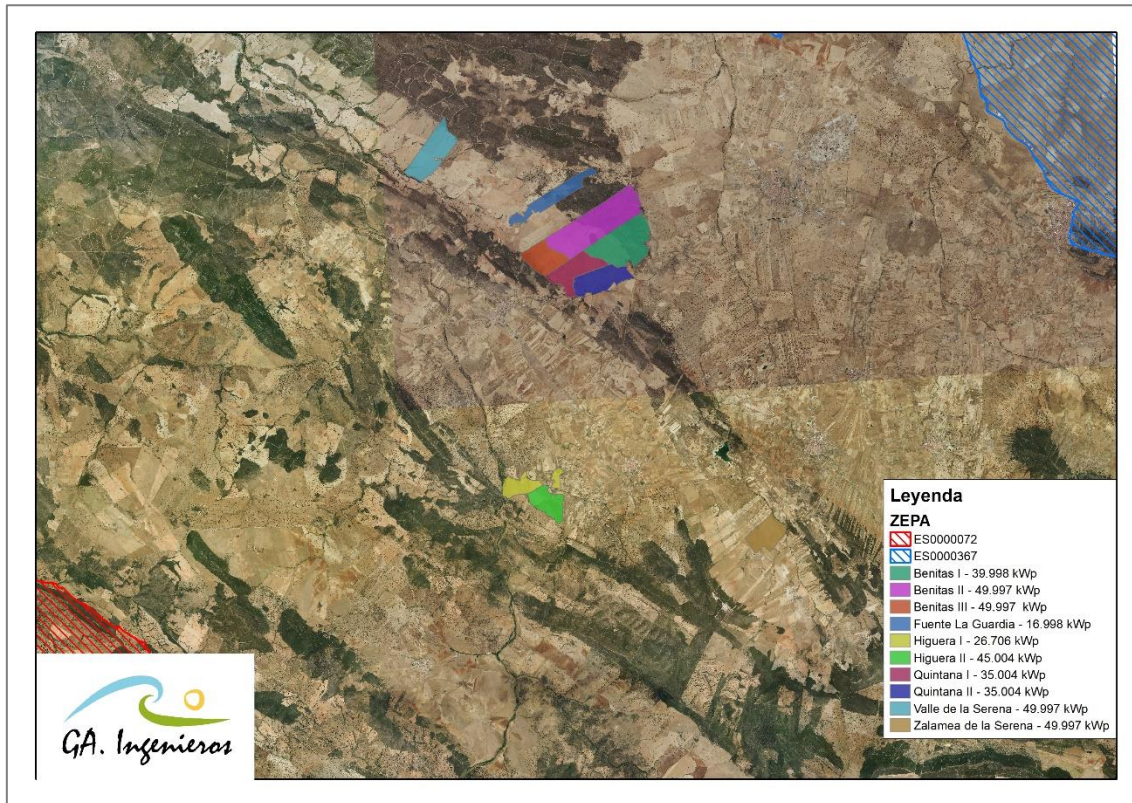 Leyenda
ZEPA
ES0000072
ES0000367
Benitas I - 39.998 kWp
Benitas II - 49.997 kWp
Benitas III - 49.997 kWp
Fuente La Guardia - 16.998 kWp
Higuera I - 26.706 kWp
Higuera II - 45.004 kWp
Quintana I - 35.004 kWp
Quintana II - 35.004 kWp
Valle de la Serena - 49.997 kWp
Zalamea de la Serena - 49.997 kWp
GA. Ingenieros